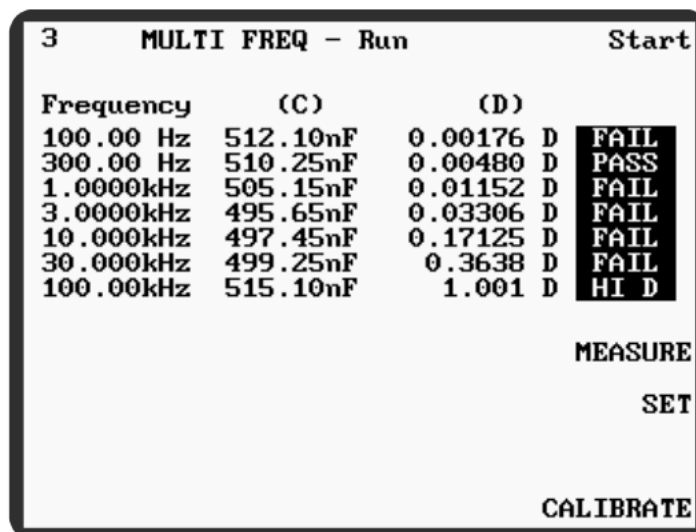 3 MULTI FREQ - Run Start
Frequency (C) (D)
100.00 Hz 512.10nF 0.00176 D FAIL
300.00 Hz 510.25nF 0.00480 D PASS
1.0000kHz 505.15nF 0.01152 D FAIL
3.0000kHz 495.65nF 0.03306 D FAIL
10.000kHz 497.45nF 0.17125 D FAIL
30.000kHz 499.25nF 0.3638 D FAIL
100.00kHz 515.10nF 1.001 D HI D
MEASURE
SET
CALIBRATE